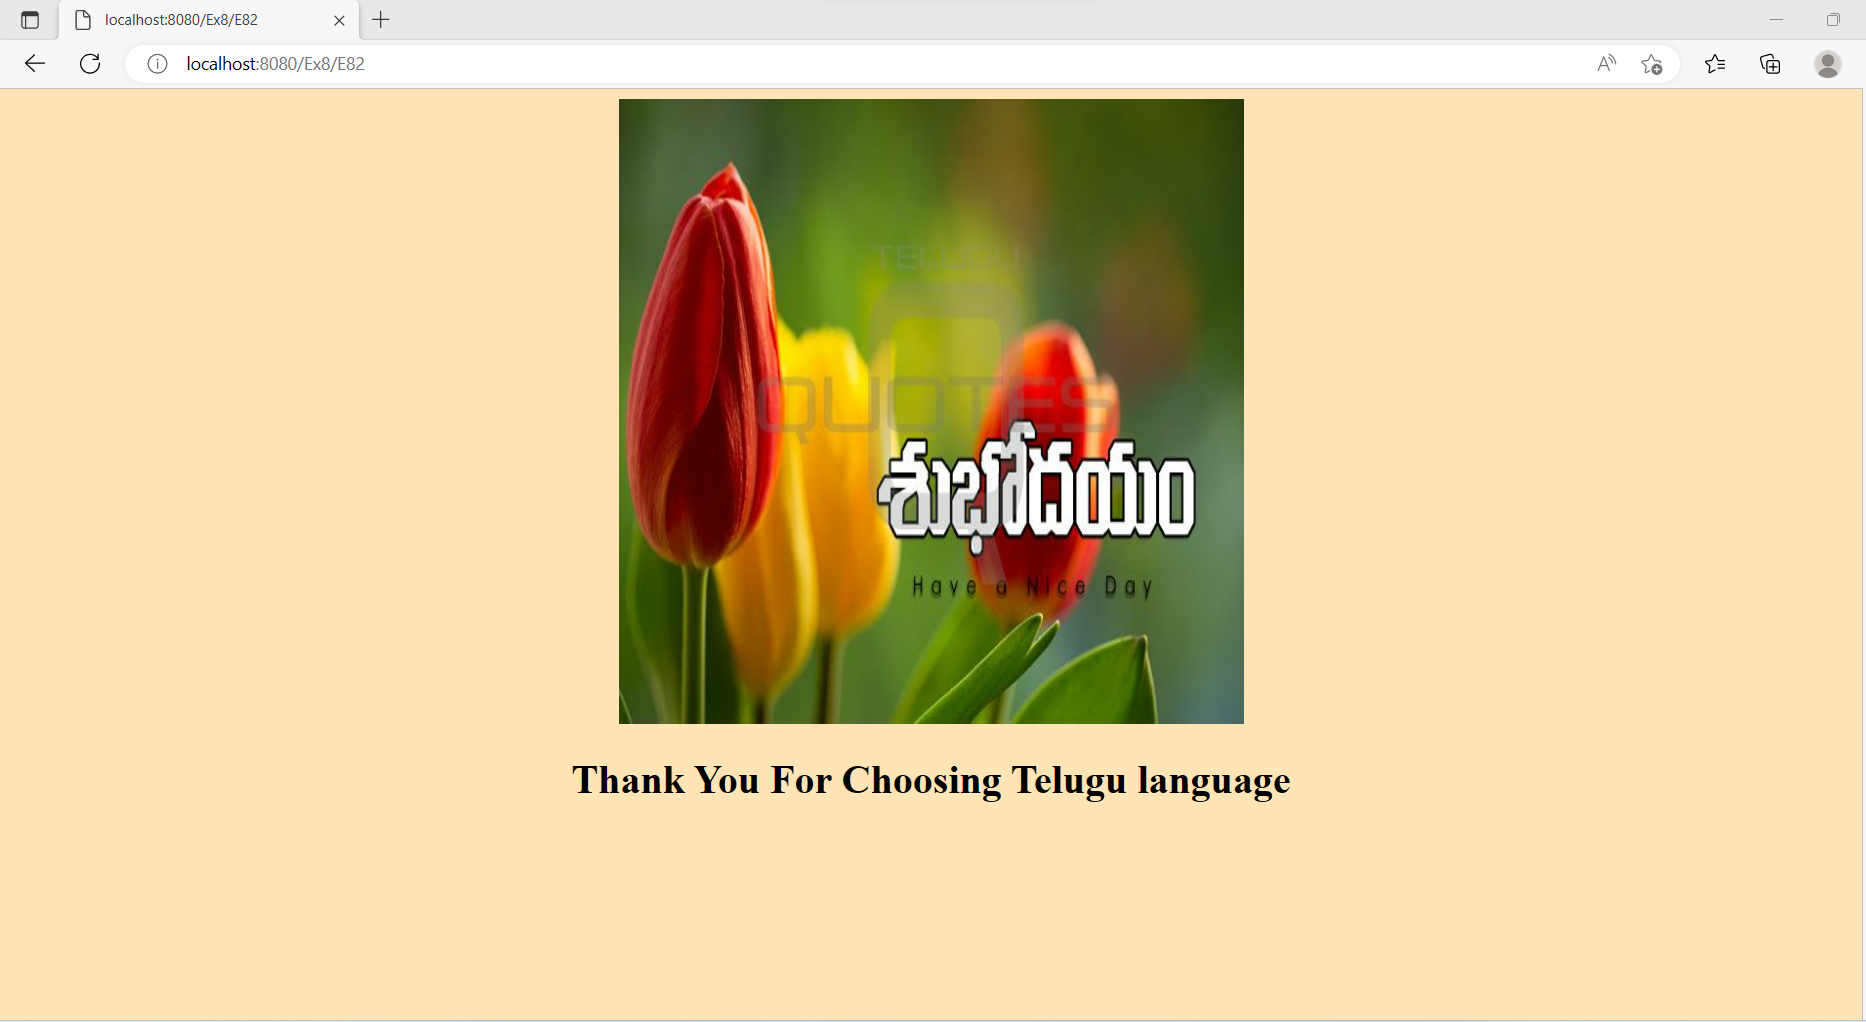 localhost:8080/Ex8/E82
localhost:8080/Ex8/E82
TELUGU
QUOTES
శుభోదయం
Have a Nice Day
Thank You For Choosing Telugu language